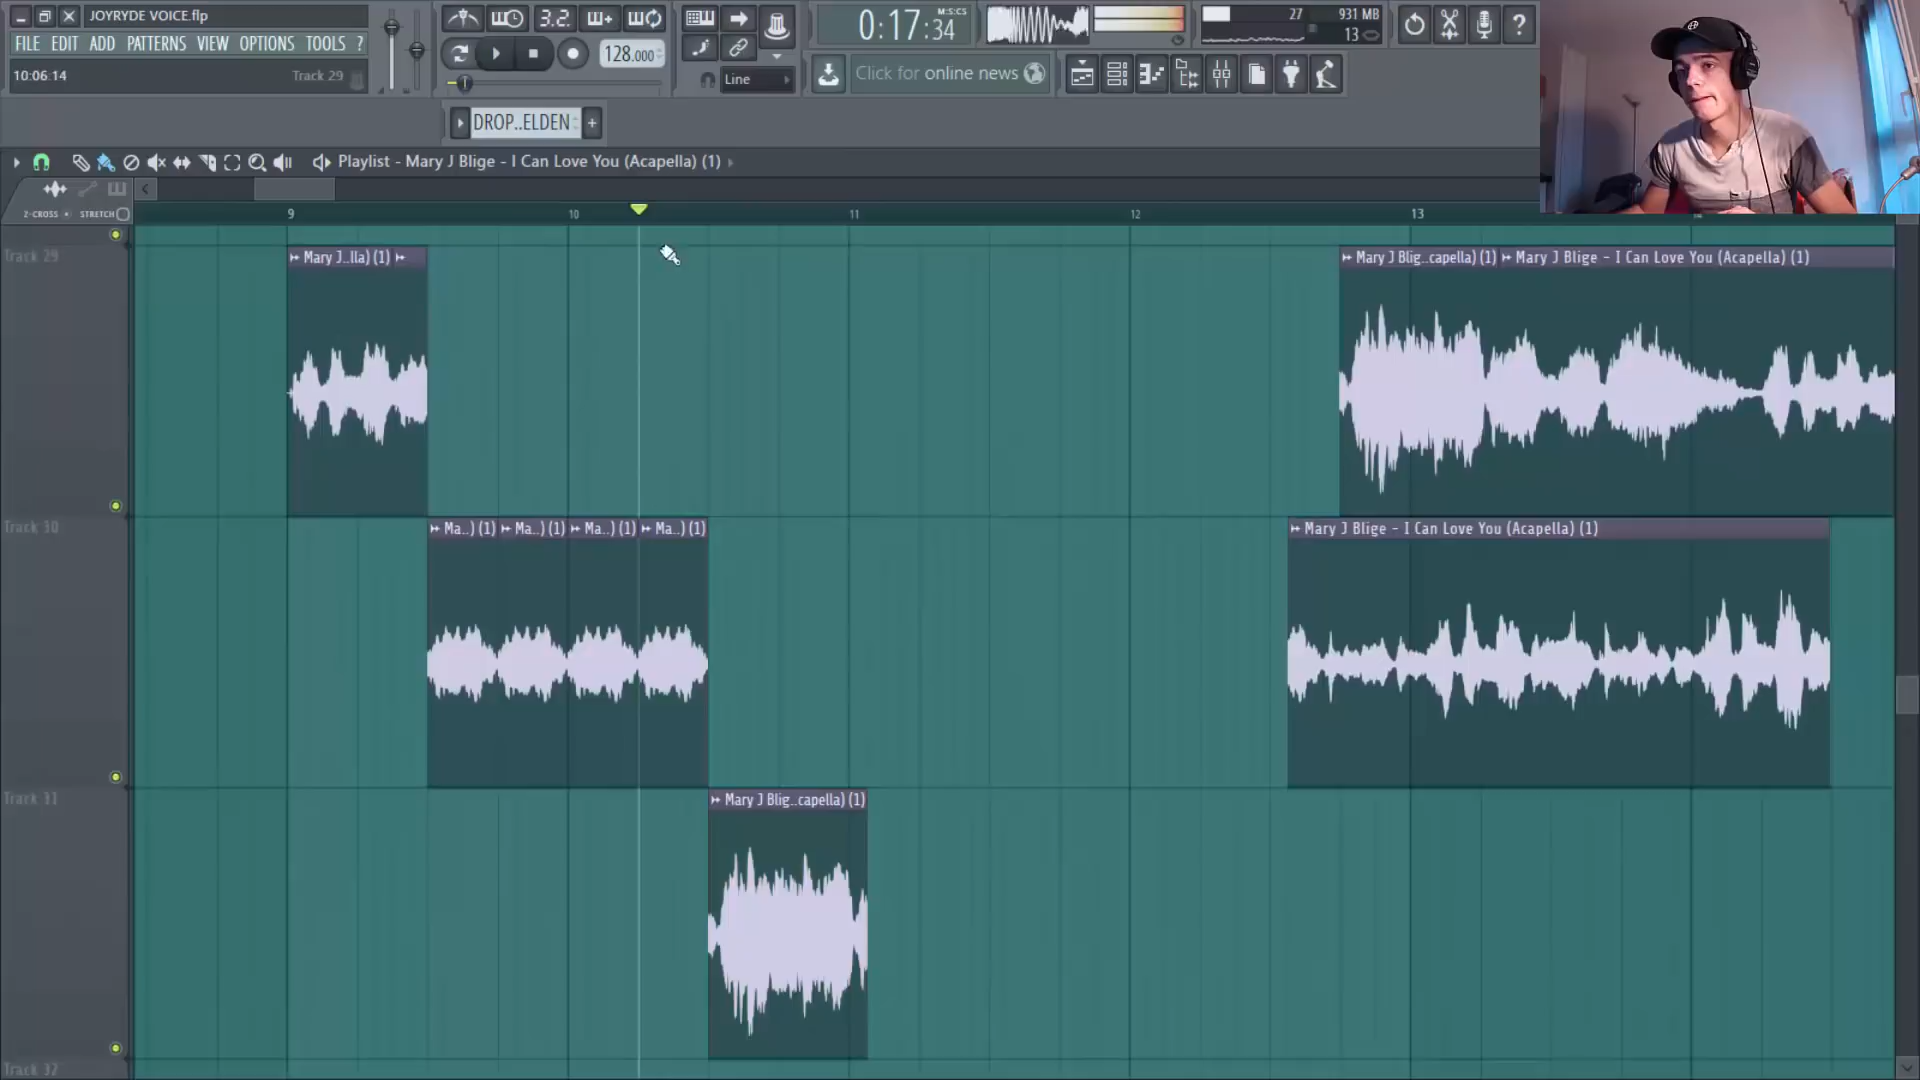 JOYRYDE VOICE.flp
FILE EDIT ADD PATTERNS VIEW OPTIONS TOOLS ?
10:06:14 Track 29
3.2.
128.000
Line
0:17:34
M:S:CS
27
931 MB
13
Click for online news
DROP..ELDEN
Playlist - Mary J Blige - I Can Love You (Acapella) (1)
Z-CROSS STRETCH
9 10 11 12 13
Track 29
Mary J..lla) (1)
Mary J Blig..capella) (1)
Mary J Blige - I Can Love You (Acapella) (1)
Track 30
Ma..) (1) Ma..) (1) Ma..) (1) Ma..) (1)
Mary J Blige - I Can Love You (Acapella) (1)
Track 31
Mary J Blig..capella) (1)
Track 32